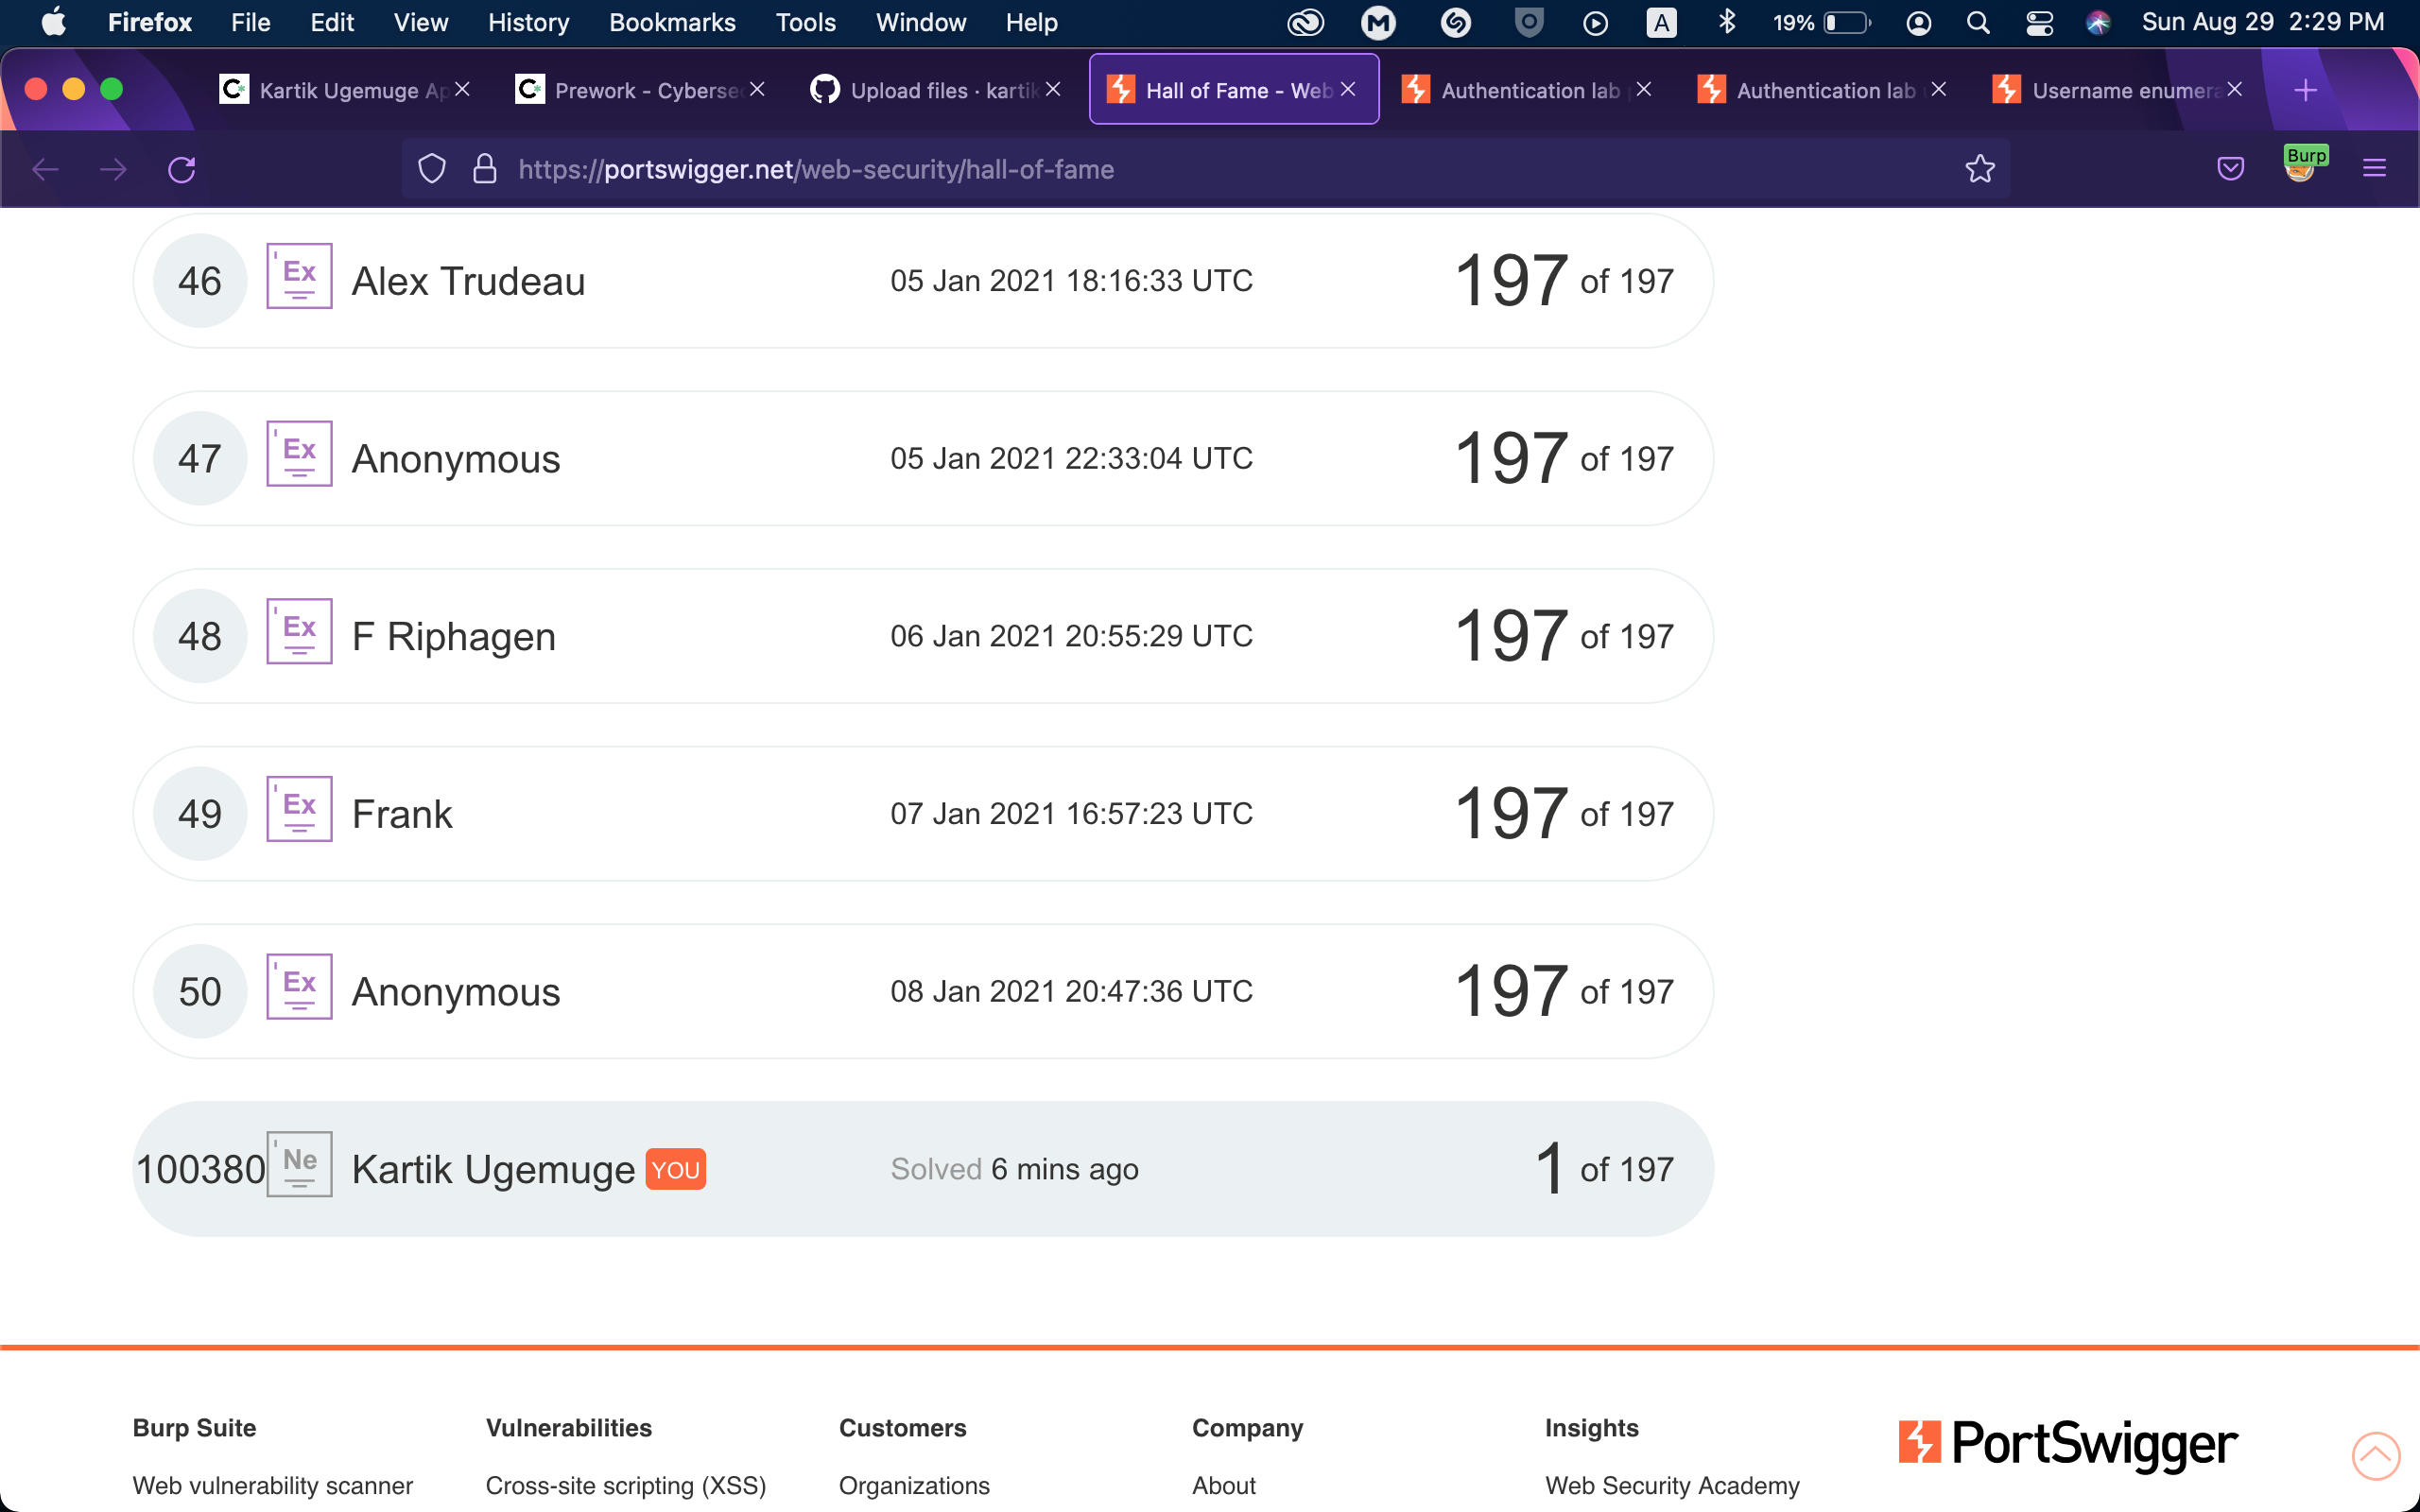 Firefox File Edit View History Bookmarks Tools Window Help A 19% Sun Aug 29 2:29 PM
Kartik Ugemuge Ap Prework - Cyberse Upload files · kartik Hall of Fame - Web Authentication lab Authentication lab Username enumera
https://portswigger.net/web-security/hall-of-fame Burp
46 Ex Alex Trudeau 05 Jan 2021 18:16:33 UTC 197 of 197
47 Ex Anonymous 05 Jan 2021 22:33:04 UTC 197 of 197
48 Ex F Riphagen 06 Jan 2021 20:55:29 UTC 197 of 197
49 Ex Frank 07 Jan 2021 16:57:23 UTC 197 of 197
50 Ex Anonymous 08 Jan 2021 20:47:36 UTC 197 of 197
100380 Ne Kartik Ugemuge YOU Solved 6 mins ago 1 of 197
Burp Suite Vulnerabilities Customers Company Insights PortSwigger
Web vulnerability scanner Cross-site scripting (XSS) Organizations About Web Security Academy